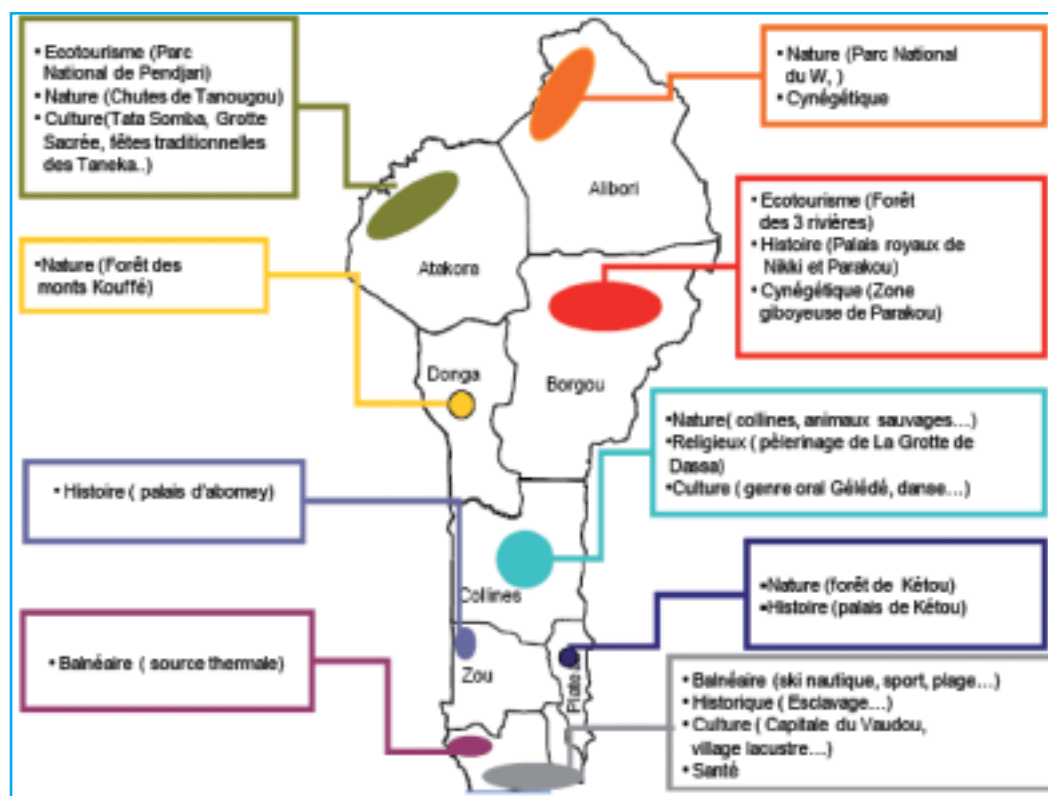 • Ecotourisme (Parc
National de Pendjari)
• Nature (Chutes de Tanougou)
• Culture(Tata Somba, Grotte
Sacrée, fêtes traditionnelles
des Taneka..)
• Nature (Parc National
du W, )
• Cynégétique
Alibori
Atakora
•Nature (Forêt des
monts Kouffé)
• Ecotourisme (Forêt
des 3 rivières)
• Histoire (Palais royaux de
Nikki et Parakou)
• Cynégétique (Zone
giboyeuse de Parakou)
Donga
Borgou
•Nature( collines, animaux sauvages…)
•Religieux ( pèlerinage de La Grotte de
Dassa)
•Culture ( genre oral Gélédé, danse…)
• Histoire ( palais d'abomey)
Collines
•Nature (forêt de Kétou)
•Histoire (palais de Kétou)
• Balnéaire ( source thermale)
Zou
Plate
• Balnéaire (ski nautique, sport, plage…)
• Historique ( Esclavage…)
• Culture ( Capitale du Vaudou,
village lacustre…)
• Santé